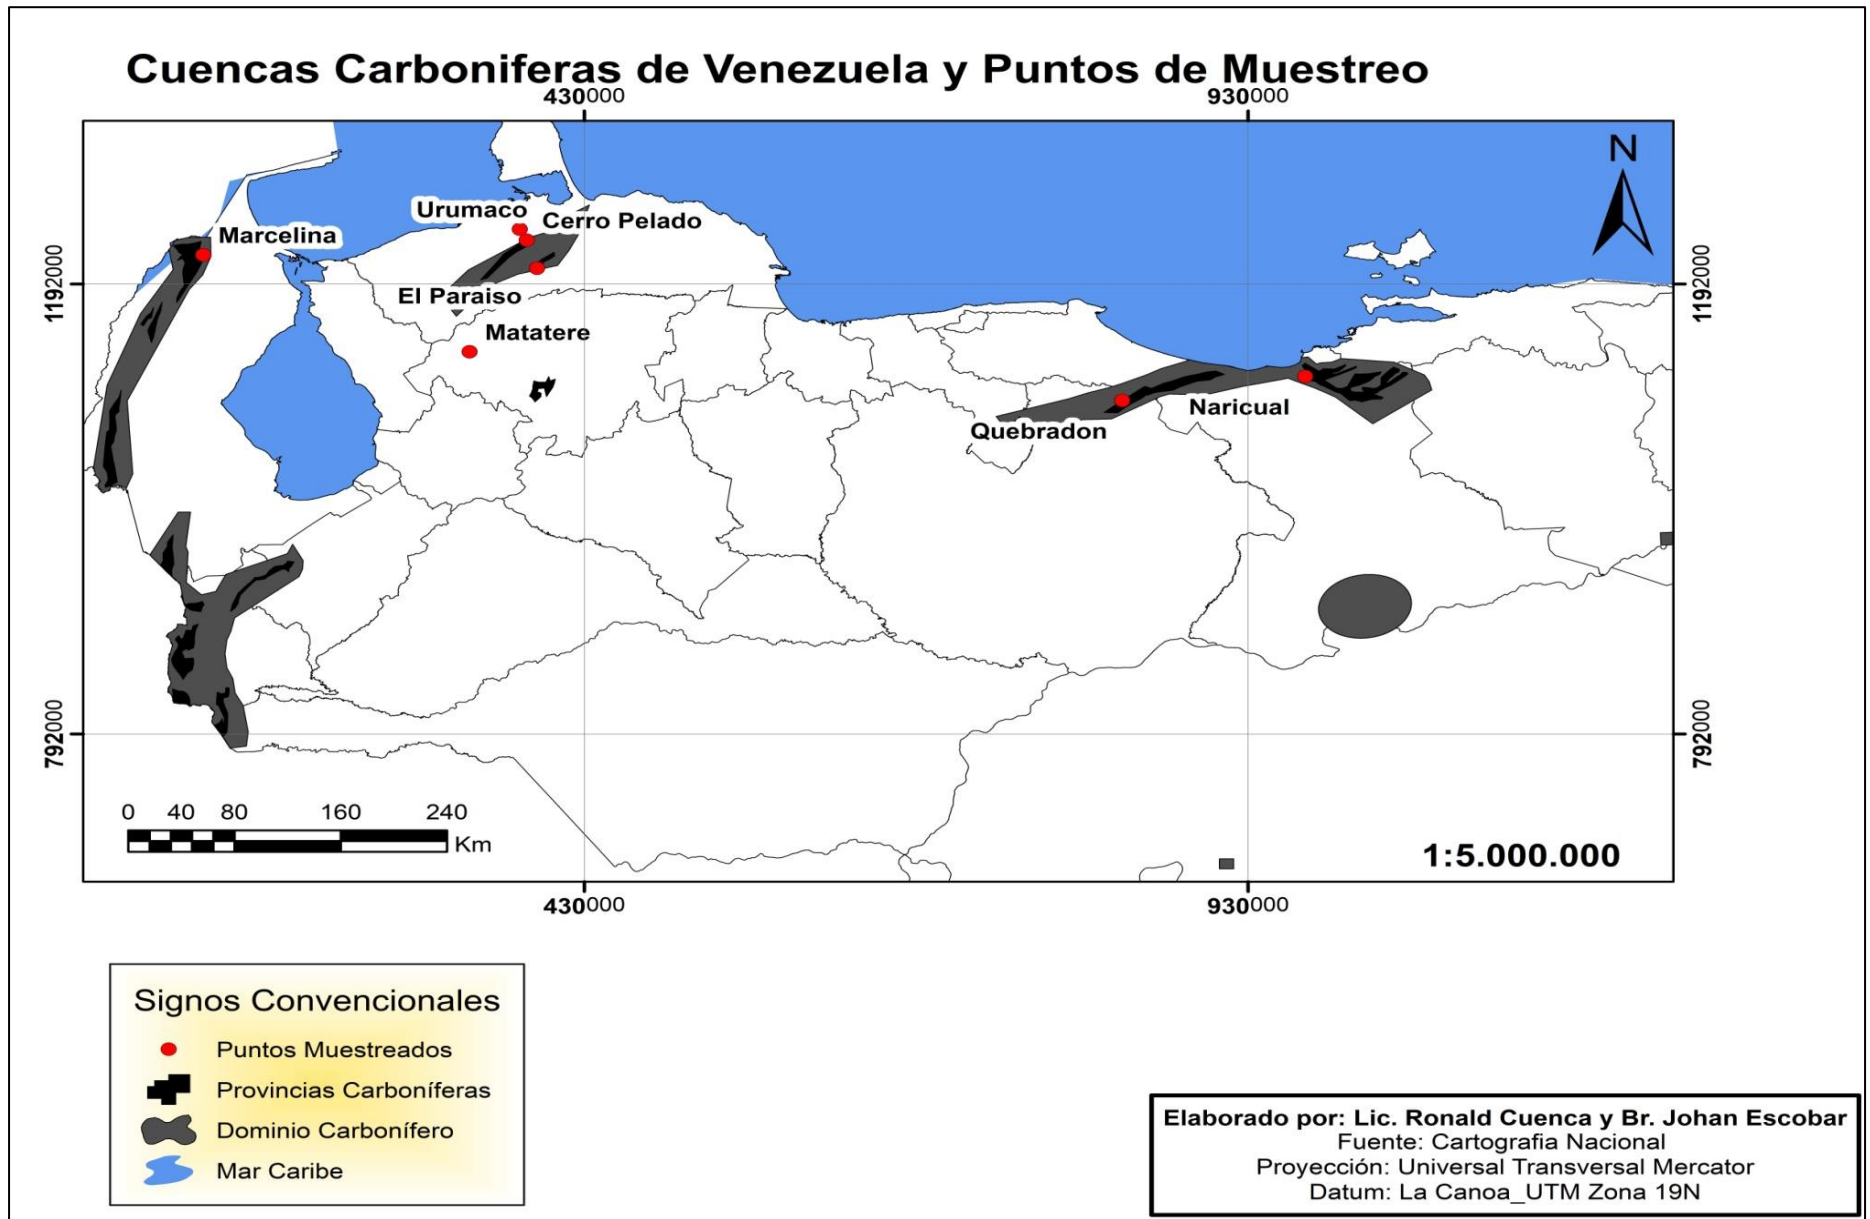 Cuencas Carboniferas de Venezuela y Puntos de Muestreo
430000
930000
N
Urumaco
Cerro Pelado
Marcelina
1192000
1192000
El Paraiso
Matatere
Naricual
Quebradon
792000
792000
0 40 80 160 240
Km
1:5.000.000
430000
930000
Signos Convencionales
Puntos Muestreados
Provincias Carboníferas
Dominio Carbonífero
Mar Caribe
Elaborado por: Lic. Ronald Cuenca y Br. Johan Escobar
Fuente: Cartografia Nacional
Proyección: Universal Transversal Mercator
Datum: La Canoa_UTM Zona 19N